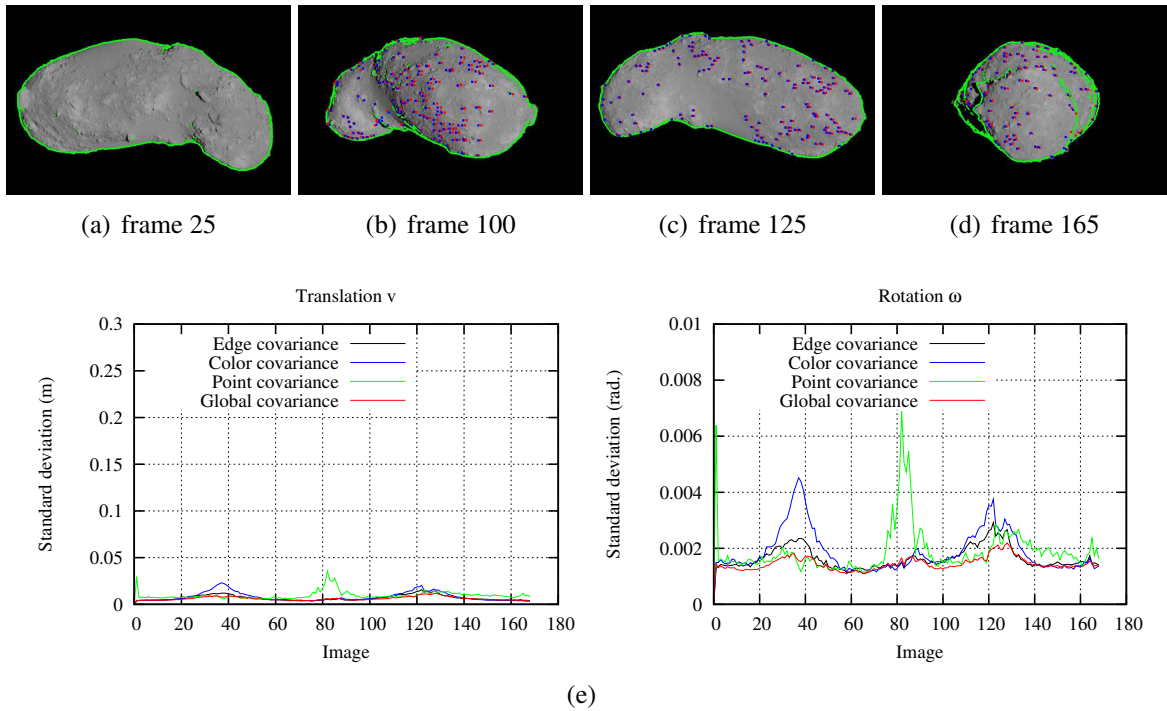 (a) frame 25
(b) frame 100
(c) frame 125
(d) frame 165
Translation ν
0.3
0.25
0.2
0.15
0.1
0.05
0
Standard deviation (m)
Edge covariance
Color covariance
Point covariance
Global covariance
0 20 40 60 80 100 120 140 160 180
Image
Rotation ω
0.01
0.008
0.006
0.004
0.002
0
Standard deviation (rad.)
Edge covariance
Color covariance
Point covariance
Global covariance
0 20 40 60 80 100 120 140 160 180
Image
(e)